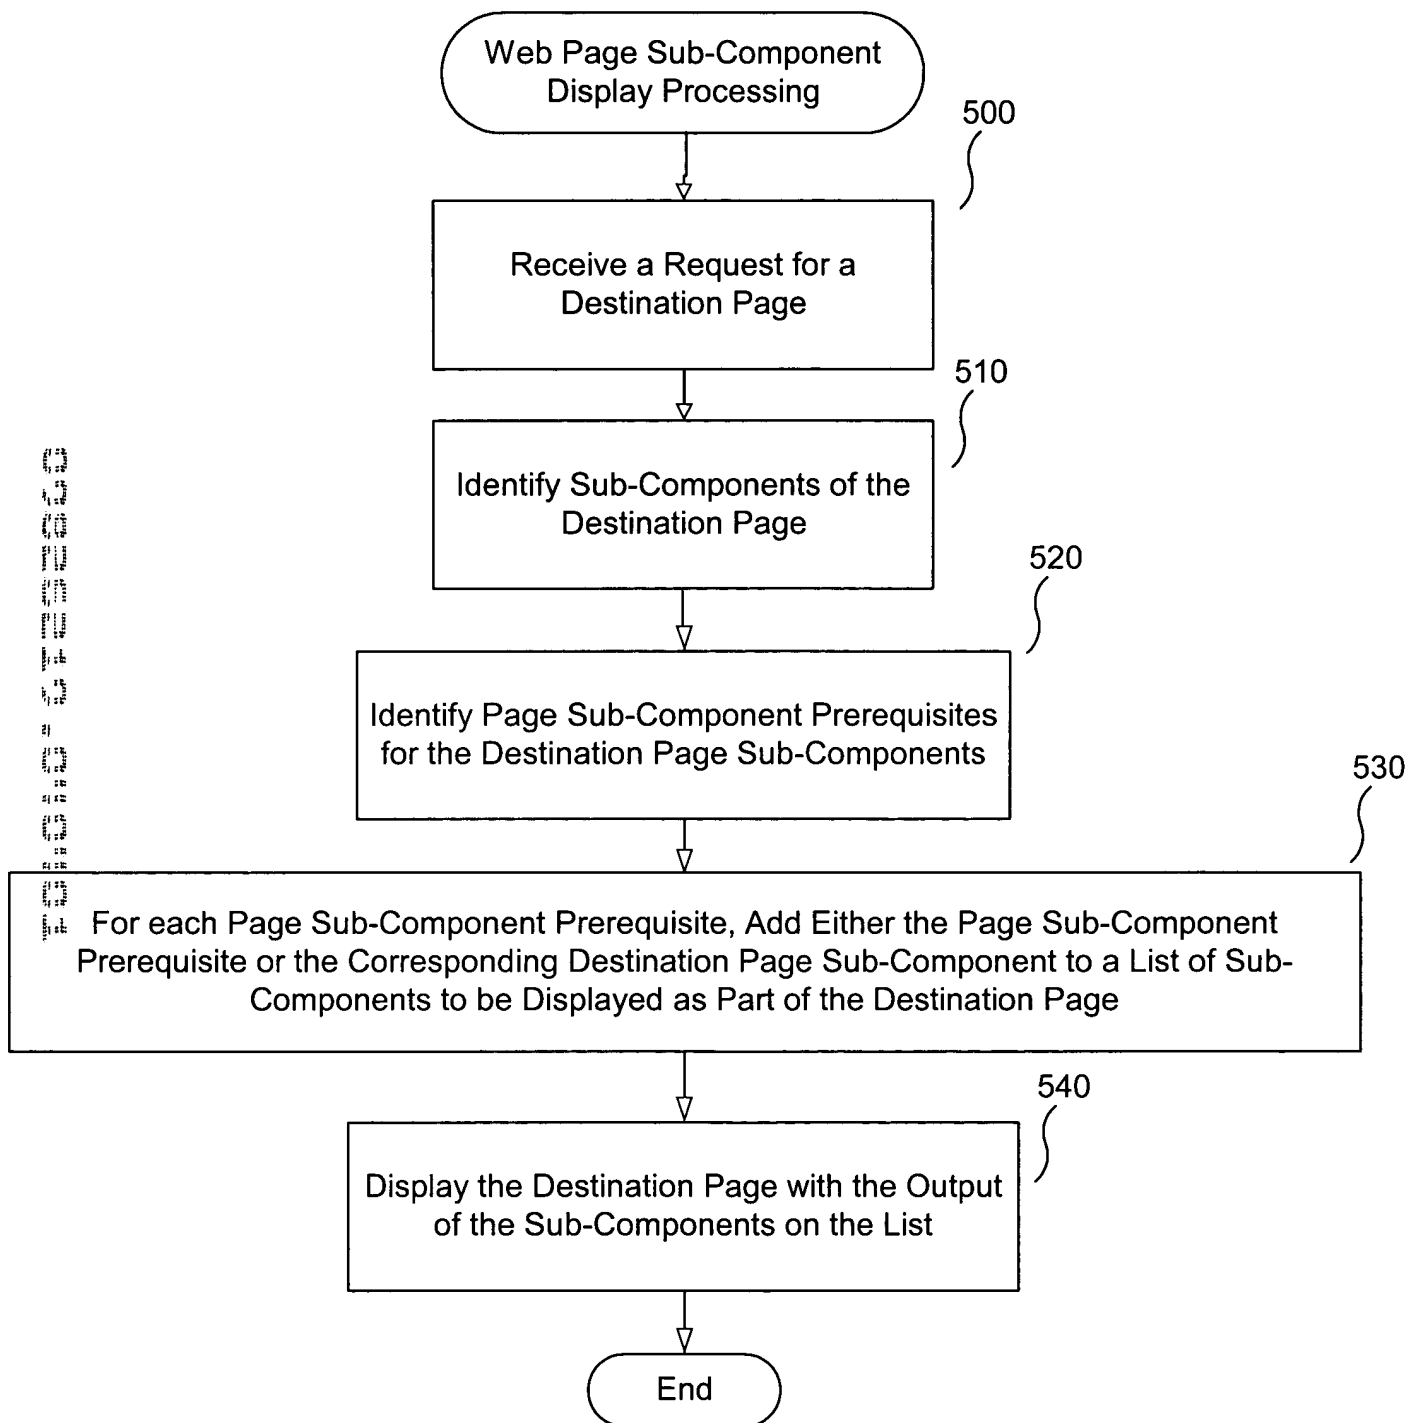 Web Page Sub-Component
Display Processing
500
Receive a Request for a
Destination Page
510
Identify Sub-Components of the
Destination Page
520
Identify Page Sub-Component Prerequisites
for the Destination Page Sub-Components
530
For each Page Sub-Component Prerequisite, Add Either the Page Sub-Component
Prerequisite or the Corresponding Destination Page Sub-Component to a List of Sub-
Components to be Displayed as Part of the Destination Page
540
Display the Destination Page with the Output
of the Sub-Components on the List
End